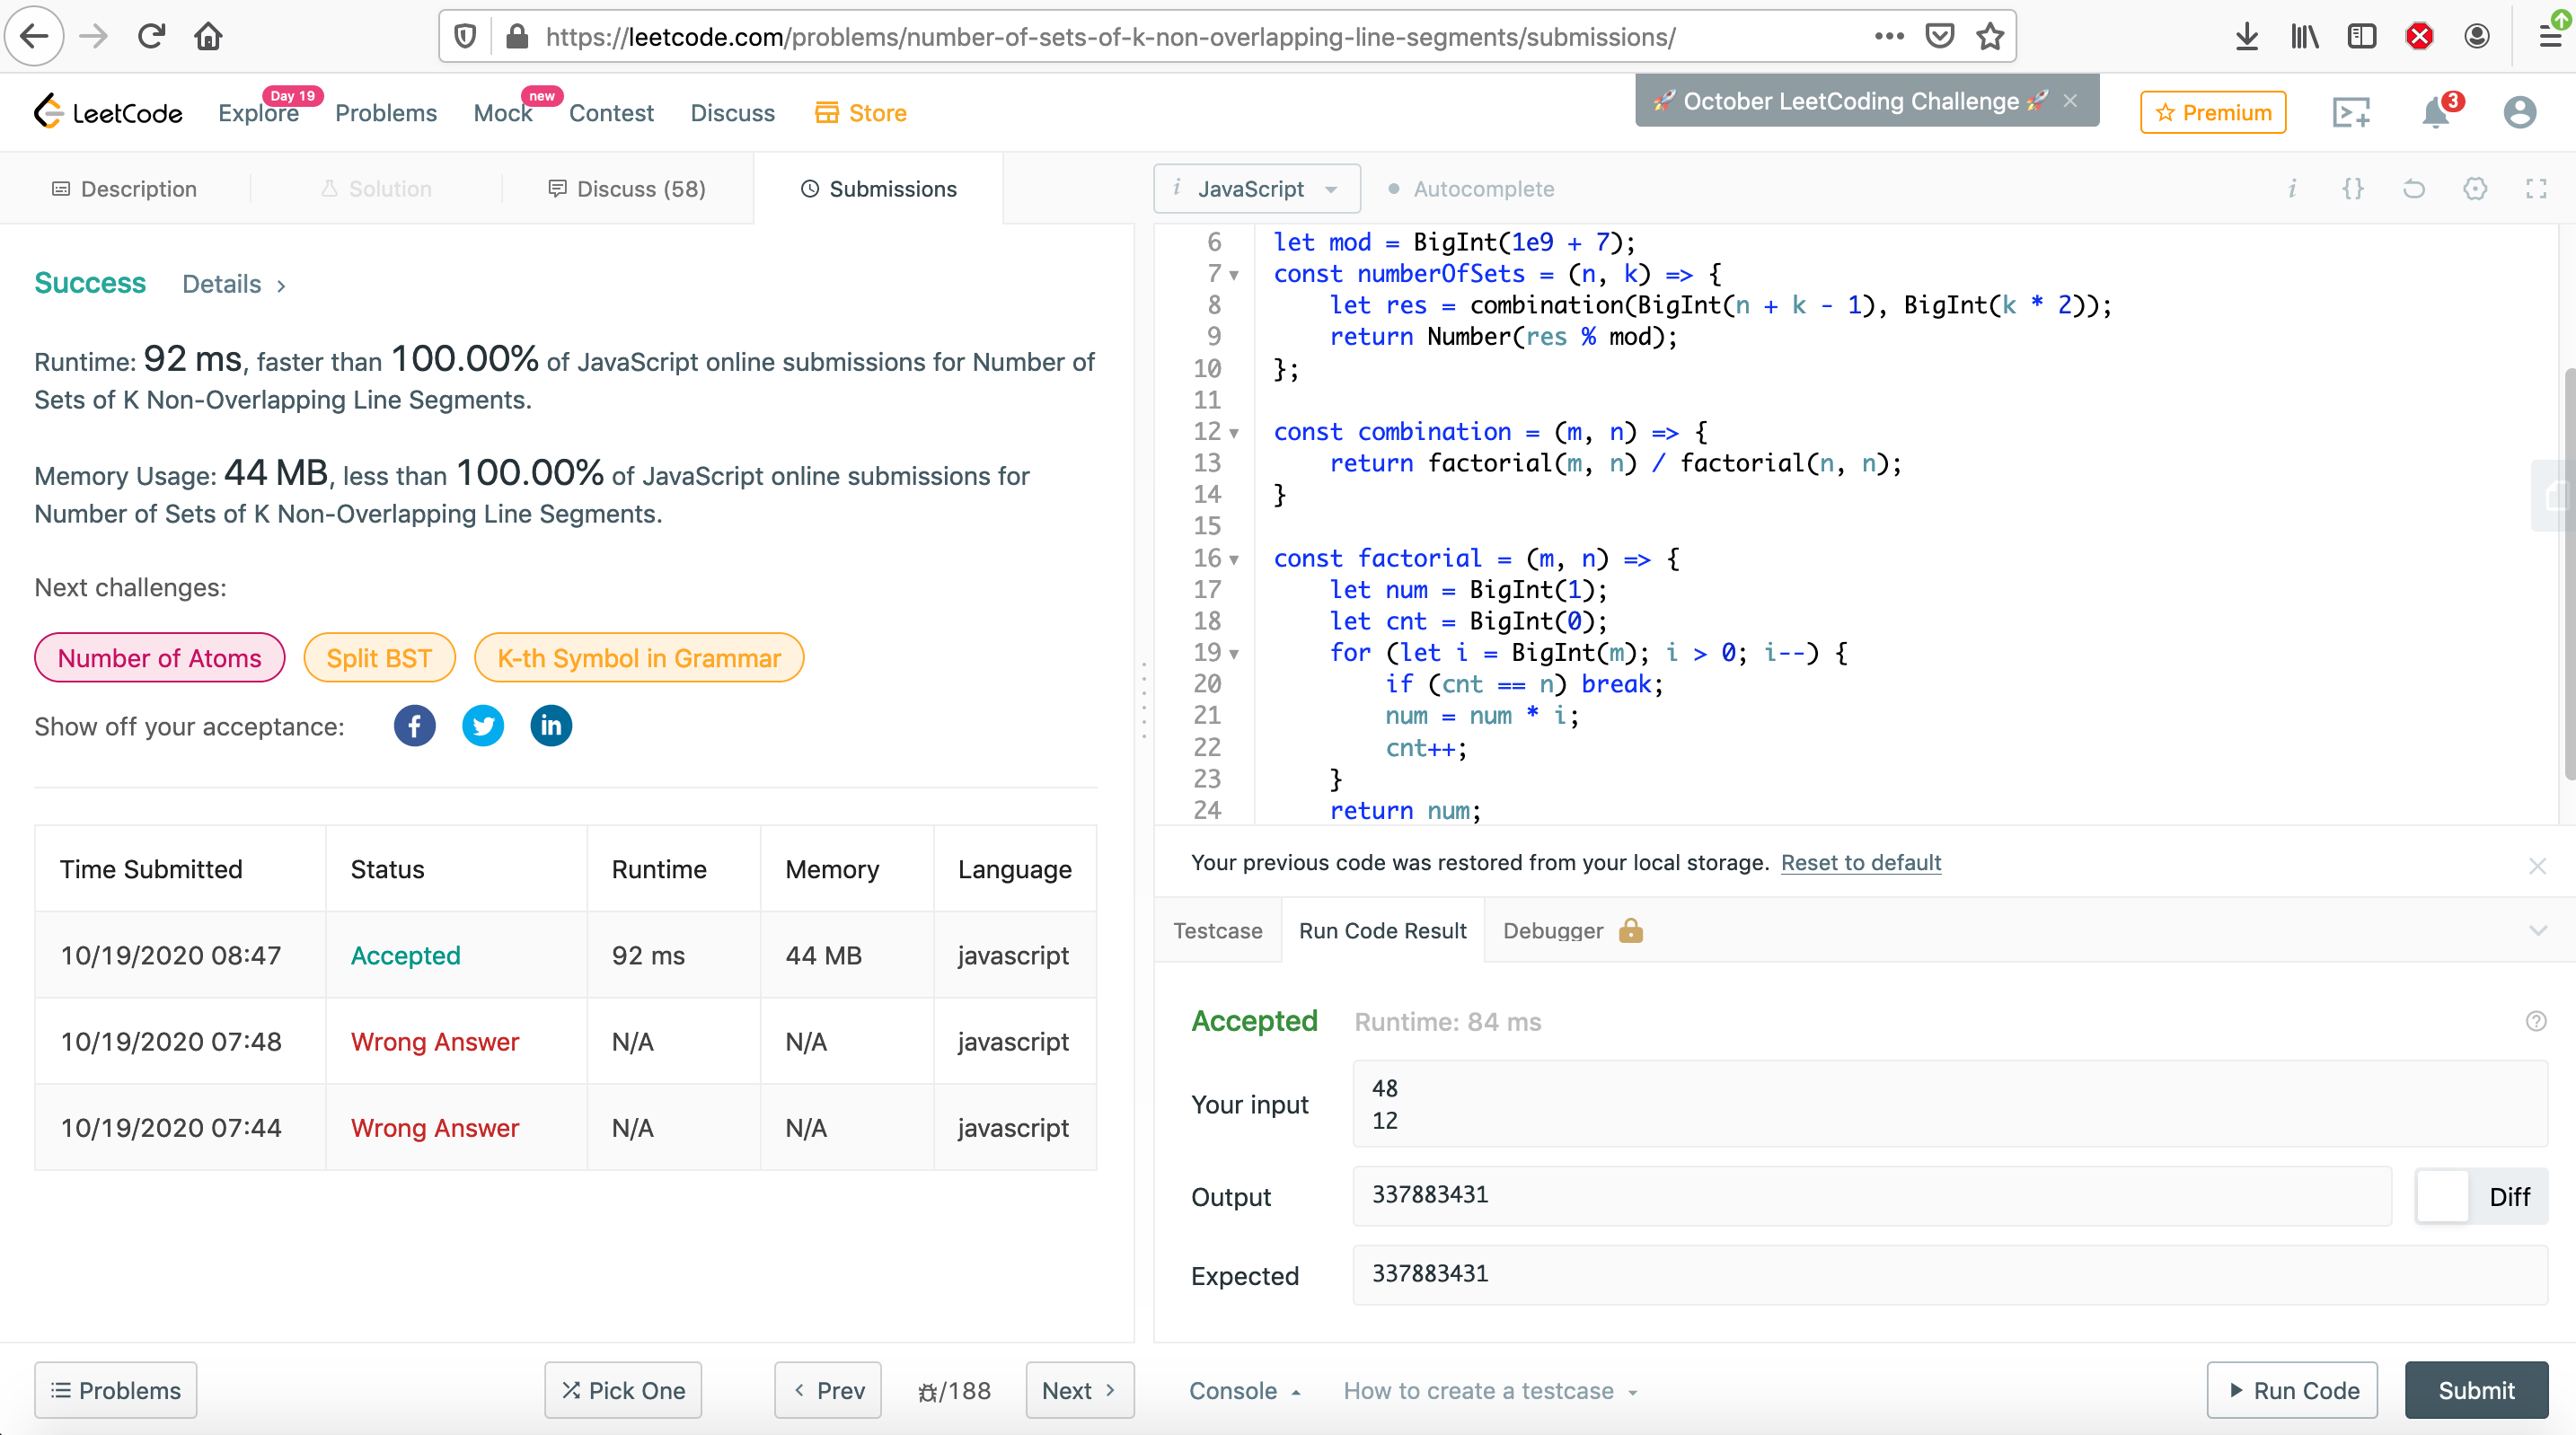 https://leetcode.com/problems/number-of-sets-of-k-non-overlapping-line-segments/submissions/
LeetCode
Explore
Day 19
Problems
Mock
new
Contest
Discuss
Store
🚀 October LeetCoding Challenge 🚀
Premium
3
Description
Solution
Discuss (58)
Submissions
Success
Details
Runtime: 92 ms, faster than 100.00% of JavaScript online submissions for Number of
Sets of K Non-Overlapping Line Segments.
Memory Usage: 44 MB, less than 100.00% of JavaScript online submissions for
Number of Sets of K Non-Overlapping Line Segments.
Next challenges:
Number of Atoms
Split BST
K-th Symbol in Grammar
Show off your acceptance:
Time Submitted Status Runtime Memory Language
10/19/2020 08:47 Accepted 92 ms 44 MB javascript
10/19/2020 07:48 Wrong Answer N/A N/A javascript
10/19/2020 07:44 Wrong Answer N/A N/A javascript
Problems
Pick One
Prev
/188
Next
i JavaScript
Autocomplete
6 let mod = BigInt(1e9 + 7);
7 const numberOfSets = (n, k) => {
8     let res = combination(BigInt(n + k - 1), BigInt(k * 2));
9     return Number(res % mod);
10 };
11
12 const combination = (m, n) => {
13     return factorial(m, n) / factorial(n, n);
14 }
15
16 const factorial = (m, n) => {
17     let num = BigInt(1);
18     let cnt = BigInt(0);
19     for (let i = BigInt(m); i > 0; i--) {
20         if (cnt == n) break;
21         num = num * i;
22         cnt++;
23     }
24     return num;
Your previous code was restored from your local storage. Reset to default
Testcase
Run Code Result
Debugger
Accepted
Runtime: 84 ms
Your input
48
12
Output
337883431
Diff
Expected
337883431
Console
How to create a testcase
Run Code
Submit